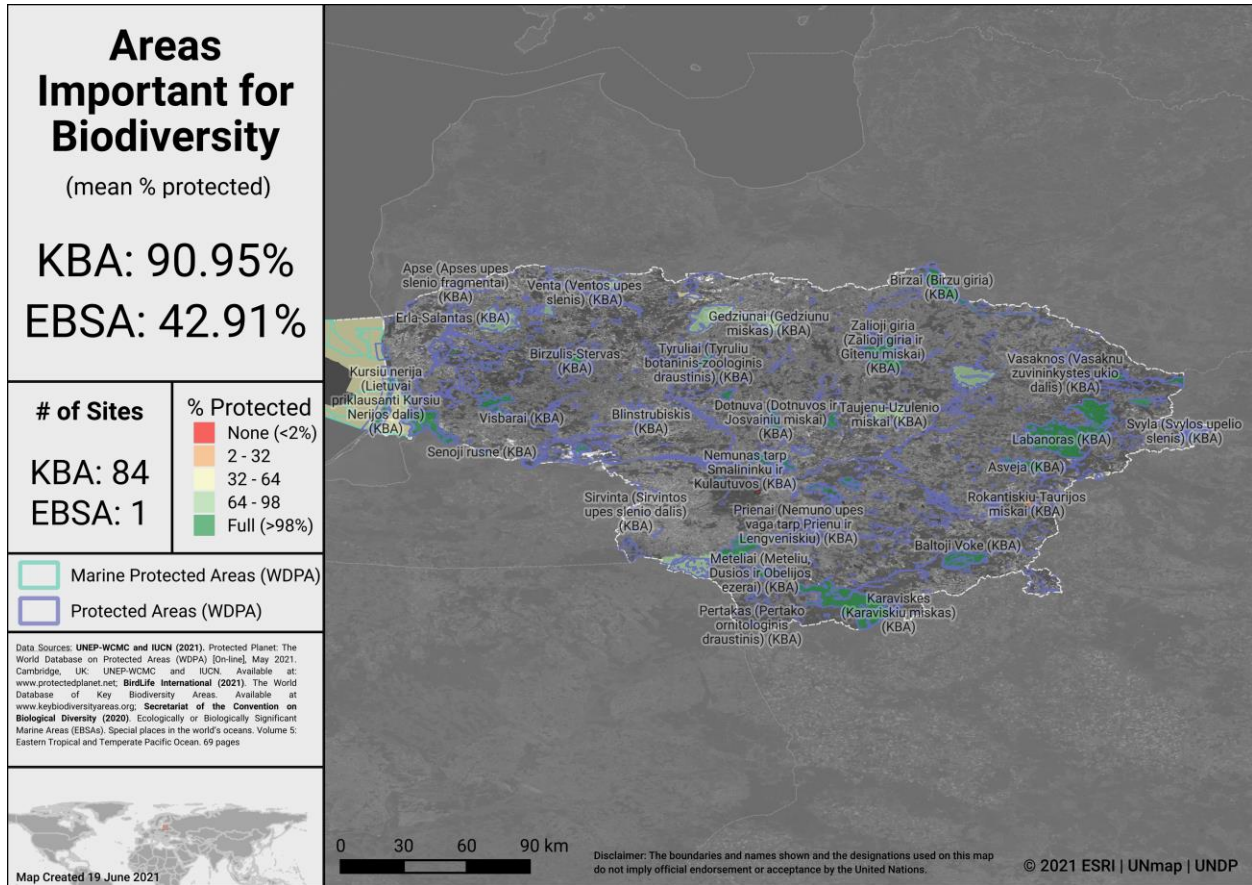 Areas
Important for
Biodiversity
(mean % protected)
KBA: 90.95%
EBSA: 42.91%
# of Sites
KBA: 84
EBSA: 1
% Protected
None (<2%)
2 - 32
32 - 64
64 - 98
Full (>98%)
Marine Protected Areas (WDPA)
Protected Areas (WDPA)
Data Sources: UNEP-WCMC and IUCN (2021). Protected Planet: The
World Database on Protected Areas (WDPA) [On-line], May 2021.
Cambridge, UK: UNEP-WCMC and IUCN. Available at:
www.protectedplanet.net; BirdLife International (2021). The World
Database of Key Biodiversity Areas. Available at
www.keybiodiversityareas.org; Secretariat of the Convention on
Biological Diversity (2020). Ecologically or Biologically Significant
Marine Areas (EBSAs). Special places in the world's oceans. Volume 5:
Eastern Tropical and Temperate Pacific Ocean. 69 pages
Map Created 19 June 2021
Apse (Apses upes
slenio fragmentai)
(KBA)
Venta (Ventos upes
slenis) (KBA)
Birzai (Birzu giria)
(KBA)
Erla-Salantas (KBA)
Gedziunai (Gedziunu
miskas) (KBA)
Zalioji giria
(Zalioji giria ir
Gitenu miskai)
(KBA)
Birzulis-Stervas
(KBA)
Tyruliai (Tyruliu
botaninis-zoologinis
draustinis) (KBA)
Vasaknos (Vasaknu
zuvininkystes ukio
dalis) (KBA)
Kursiu nerija
(Lietuvai
priklausanti Kursiu
Nerijos dalis)
(KBA)
Visbarai (KBA)
Blinstrubiskis
(KBA)
Dotnuva (Dotnuvos ir
Josvainiu miskai)
(KBA)
Taujenu-Uzulenio
miskai (KBA)
Labanoras (KBA)
Svyla (Svylos upelio
slenis) (KBA)
Senoji rusne (KBA)
Nemunas tarp
Smalininku ir
Kulautuvos (KBA)
Asveja (KBA)
Sirvinta (Sirvintos
upes slenio dalis)
(KBA)
Prienai (Nemuno upes
vaga tarp Prienu ir
Lengveniskiu) (KBA)
Rokantiskiu-Taurijos
miskai (KBA)
Baltoji Voke (KBA)
Meteliai (Meteliu,
Dusios ir Obelijos
ezerai) (KBA)
Pertakas (Pertako
ornitologinis
draustinis) (KBA)
Karaviskes
(Karaviskiu miskas)
(KBA)
0 30 60 90 km
Disclaimer: The boundaries and names shown and the designations used on this map
do not imply official endorsement or acceptance by the United Nations.
© 2021 ESRI | UNmap | UNDP